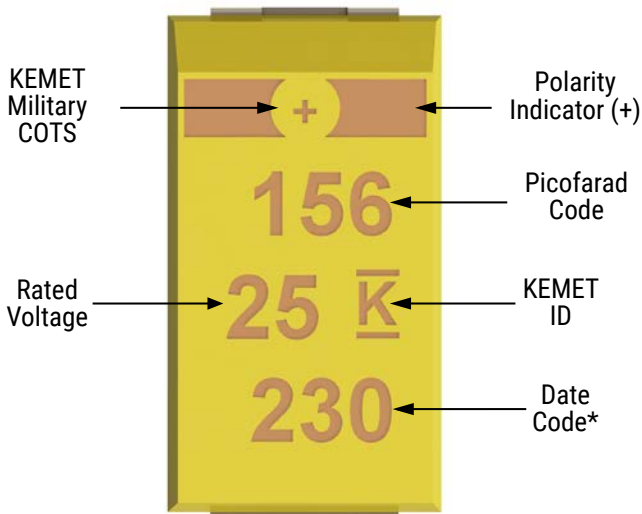 KEMET
Military
COTS
+
Polarity
Indicator (+)
156
Picofarad
Code
Rated
Voltage
25 K
KEMET
ID
230
Date
Code*